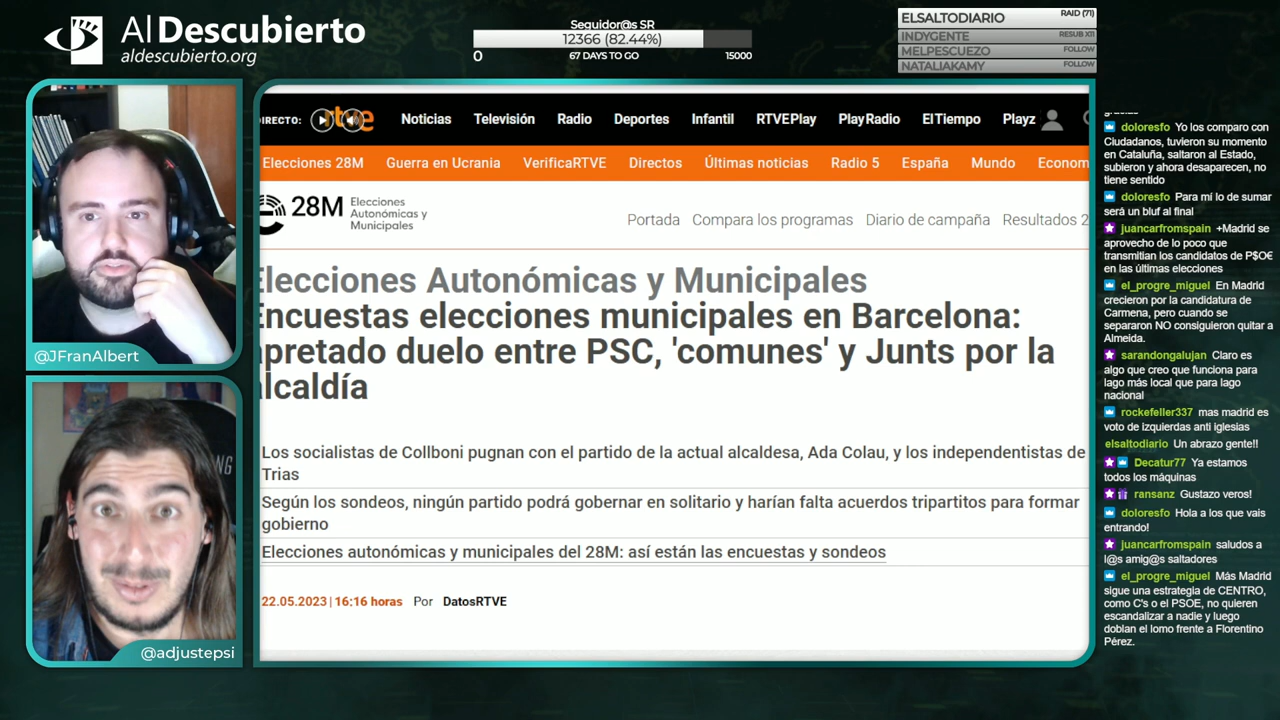 Al Descubierto
aldescubierto.org
Seguidor@s SR
12366 (82.44%)
0
67 DAYS TO GO
15000
ELSALTODIARIO RAID (71)
INDYGENTE RESUB X11
MELPESCUEZO FOLLOW
NATALIAKAMY FOLLOW
@JFranAlbert
@adjustepsi
DIRECTO:
rtve
Noticias Televisión Radio Deportes Infantil RTVEPlay PlayRadio ElTiempo Playz
Elecciones 28M Guerra en Ucrania VerificaRTVE Directos Últimas noticias Radio 5 España Mundo Econom
28M Elecciones
Autonómicas y
Municipales
Portada Compara los programas Diario de campaña Resultados 2
Elecciones Autonómicas y Municipales
Encuestas elecciones municipales en Barcelona:
apretado duelo entre PSC, 'comunes' y Junts por la
alcaldía
Los socialistas de Collboni pugnan con el partido de la actual alcaldesa, Ada Colau, y los independentistas de
Trias
Según los sondeos, ningún partido podrá gobernar en solitario y harían falta acuerdos tripartitos para formar
gobierno
Elecciones autonómicas y municipales del 28M: así están las encuestas y sondeos
22.05.2023 | 16:16 horas Por DatosRTVE
doloresfo Yo los comparo con
Ciudadanos, tuvieron su momento
en Cataluña, saltaron al Estado,
subieron y ahora desaparecen, no
tiene sentido
doloresfo Para mí lo de sumar
será un bluf al final
juancarfromspain +Madrid se
aprovecho de lo poco que
transmitian los candidatos de P$O€
en las últimas elecciones
el_progre_miguel En Madrid
crecieron por la candidatura de
Carmena, pero cuando se
separaron NO consiguieron quitar a
Almeida.
sarandongalujan Claro es
algo que creo que funciona para
lago más local que para lago
nacional
rockefeller337 mas madrid es
voto de izquierdas anti iglesias
elsaltodiario Un abrazo gente!!
Decatur77 Ya estamos
todos los máquinas
ransanz Gustazo veros!
doloresfo Hola a los que vais
entrando!
juancarfromspain saludos a
l@s amig@s saltadores
el_progre_miguel Más Madrid
sigue una estrategia de CENTRO,
como C's o el PSOE, no quieren
escandalizar a nadie y luego
doblan el lomo frente a Florentino
Pérez.